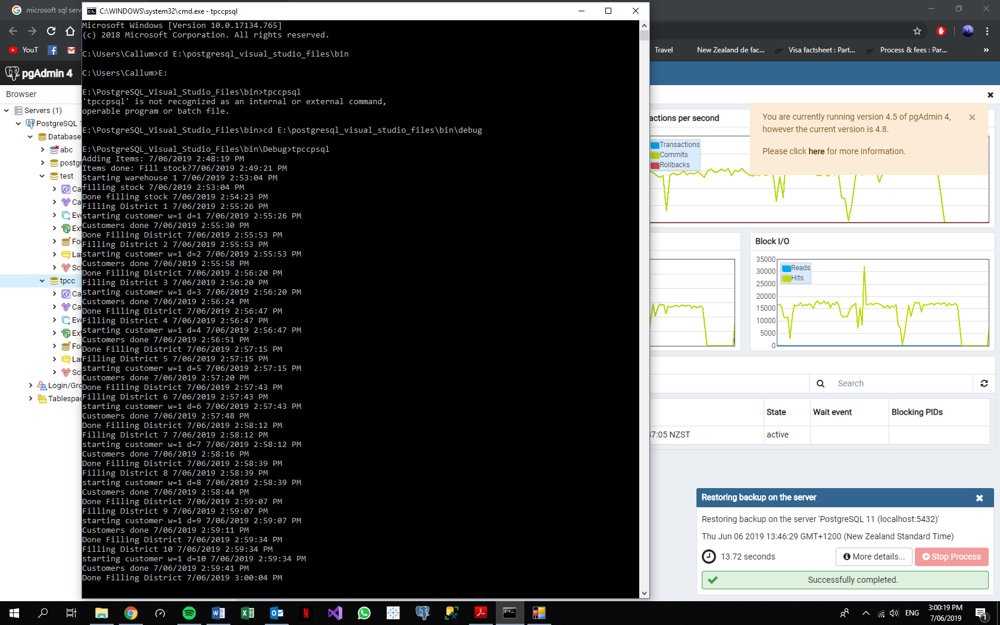 microsoft sql serv
C:\WINDOWS\system32\cmd.exe - tpccpsql
YouT
Travel
New Zealand de fac...
Visa factsheet : Part...
Process & fees : Par...
»
pgAdmin 4
Browser
Servers (1)
PostgreSQL 1
Database
abc
postgr
test
Ca
Ca
Eve
Ext
For
Lan
Sch
tpcc
Ca
Ca
Eve
Ext
For
Lan
Sch
Login/Gro
Tablespac
Microsoft Windows [Version 10.0.17134.765]
(c) 2018 Microsoft Corporation. All rights reserved.
C:\Users\Callum>cd E:\postgresql_visual_studio_files\bin
C:\Users\Callum>E:
E:\PostgreSQL_Visual_Studio_Files\bin>tpccpsql
'tpccpsql' is not recognized as an internal or external command,
operable program or batch file.
E:\PostgreSQL_Visual_Studio_Files\bin>cd E:\postgresql_visual_studio_files\bin\debug
E:\PostgreSQL_Visual_Studio_Files\bin\Debug>tpccpsql
Adding Items: 7/06/2019 2:48:19 PM
Items done: Fill stock?7/06/2019 2:49:21 PM
Starting warehouse 1 7/06/2019 2:53:04 PM
filling stock 7/06/2019 2:53:04 PM
Done filling stock 7/06/2019 2:54:23 PM
Filling District 1 7/06/2019 2:55:26 PM
starting customer w=1 d=1 7/06/2019 2:55:26 PM
Customers done 7/06/2019 2:55:30 PM
Done Filling District 7/06/2019 2:55:53 PM
Filling District 2 7/06/2019 2:55:53 PM
starting customer w=1 d=2 7/06/2019 2:55:53 PM
Customers done 7/06/2019 2:55:58 PM
Done Filling District 7/06/2019 2:56:20 PM
Filling District 3 7/06/2019 2:56:20 PM
starting customer w=1 d=3 7/06/2019 2:56:20 PM
Customers done 7/06/2019 2:56:24 PM
Done Filling District 7/06/2019 2:56:47 PM
Filling District 4 7/06/2019 2:56:47 PM
starting customer w=1 d=4 7/06/2019 2:56:47 PM
Customers done 7/06/2019 2:56:51 PM
Done Filling District 7/06/2019 2:57:15 PM
Filling District 5 7/06/2019 2:57:15 PM
starting customer w=1 d=5 7/06/2019 2:57:15 PM
Customers done 7/06/2019 2:57:20 PM
Done Filling District 7/06/2019 2:57:43 PM
Filling District 6 7/06/2019 2:57:43 PM
starting customer w=1 d=6 7/06/2019 2:57:43 PM
Customers done 7/06/2019 2:57:48 PM
Done Filling District 7/06/2019 2:58:12 PM
Filling District 7 7/06/2019 2:58:12 PM
starting customer w=1 d=7 7/06/2019 2:58:12 PM
Customers done 7/06/2019 2:58:16 PM
Done Filling District 7/06/2019 2:58:39 PM
Filling District 8 7/06/2019 2:58:39 PM
starting customer w=1 d=8 7/06/2019 2:58:39 PM
Customers done 7/06/2019 2:58:44 PM
Done Filling District 7/06/2019 2:59:07 PM
Filling District 9 7/06/2019 2:59:07 PM
starting customer w=1 d=9 7/06/2019 2:59:07 PM
Customers done 7/06/2019 2:59:11 PM
Done Filling District 7/06/2019 2:59:34 PM
Filling District 10 7/06/2019 2:59:34 PM
starting customer w=1 d=10 7/06/2019 2:59:34 PM
Customers done 7/06/2019 2:59:41 PM
Done Filling District 7/06/2019 3:00:04 PM
actions per second
Transactions
Commits
Rollbacks
You are currently running version 4.5 of pgAdmin 4,
however the current version is 4.8.
Please click here for more information.
Block I/O
35000
30000
25000
20000
15000
10000
5000
0
Reads
Hits
Search
State
Wait event
Blocking PIDs
47:05 NZST
active
Restoring backup on the server
Restoring backup on the server 'PostgreSQL 11 (localhost:5432)'
Thu Jun 06 2019 13:46:29 GMT+1200 (New Zealand Standard Time)
13.72 seconds
More details...
Stop Process
Successfully completed.
ENG
3:00:19 PM
7/06/2019
1